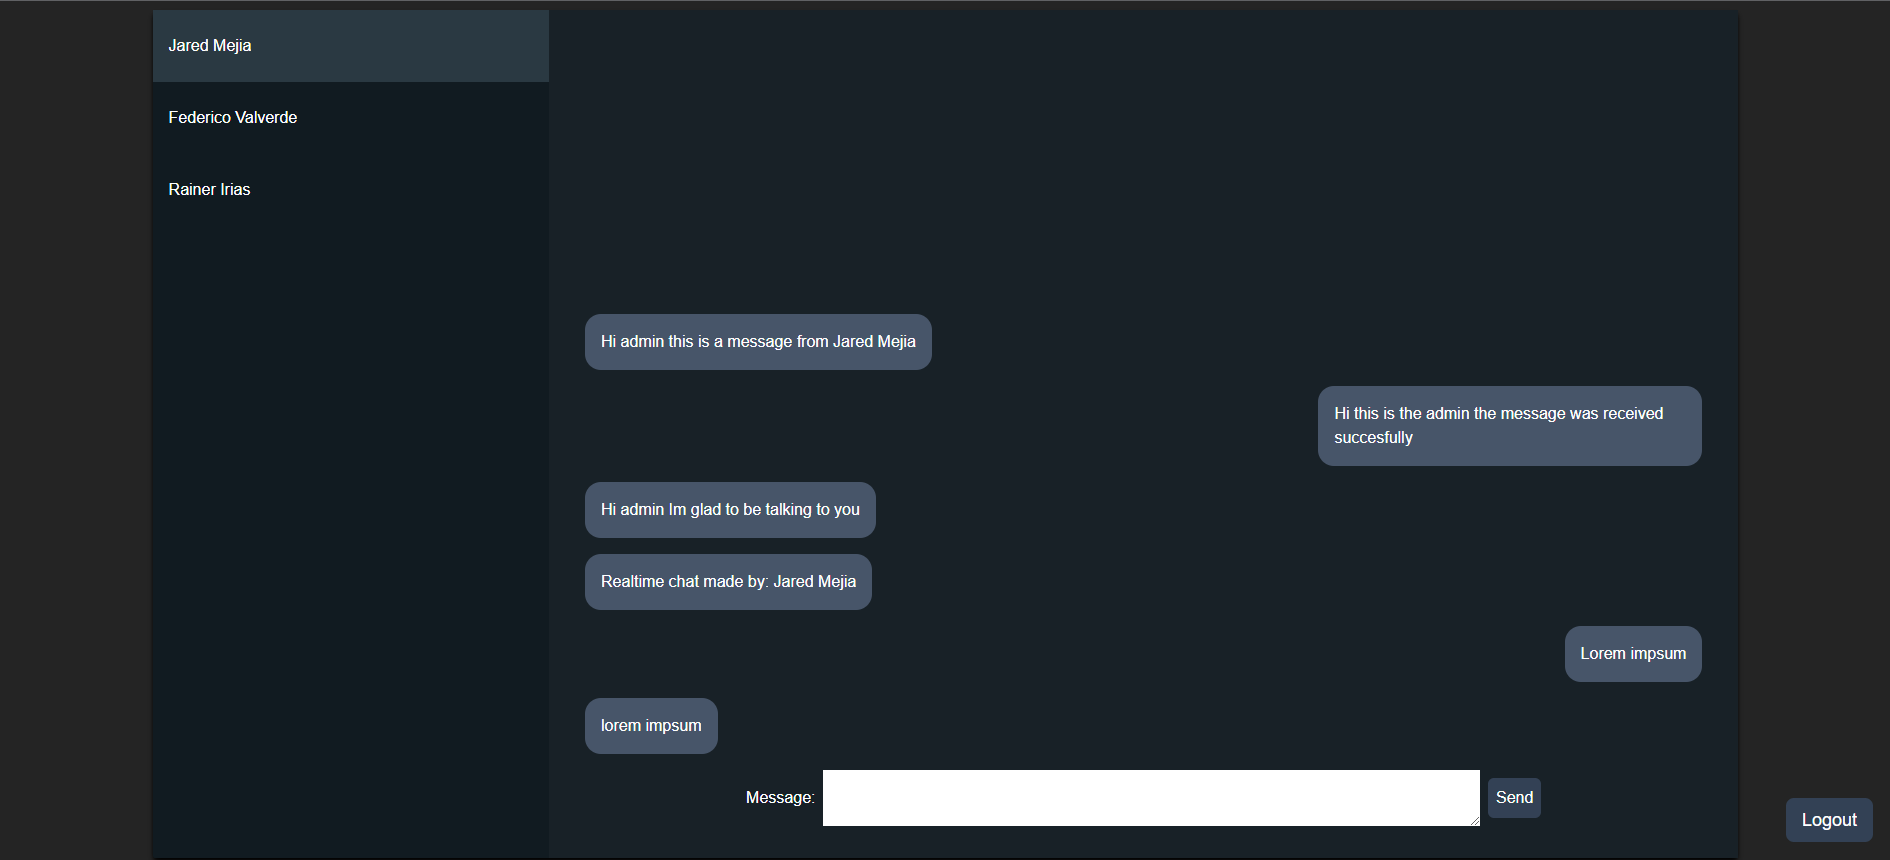 Jared Mejia
Federico Valverde
Rainer Irias
Hi admin this is a message from Jared Mejia
Hi this is the admin the message was received
succesfully
Hi admin Im glad to be talking to you
Realtime chat made by: Jared Mejia
Lorem impsum
lorem impsum
Message:
Send
Logout